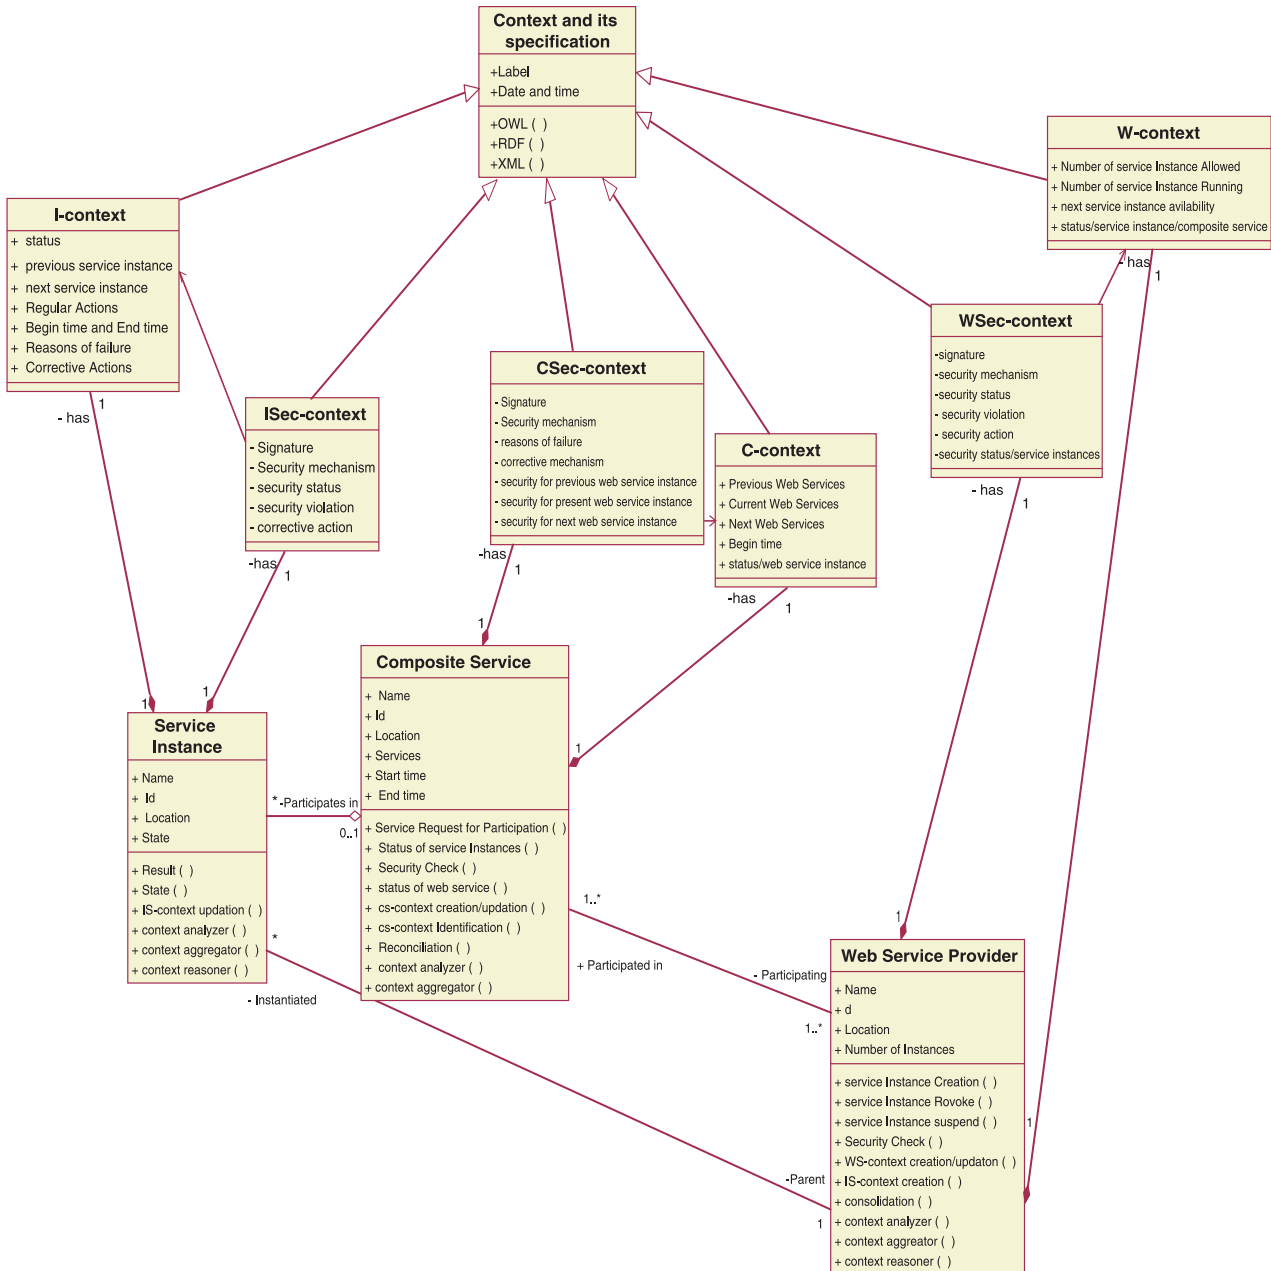 Context and its
specification
+Label
+Date and time
+OWL ( )
+RDF ( )
+XML ( )
W-context
+ Number of service Instance Allowed
+ Number of service Instance Running
+ next service instance avilability
+ status/service instance/composite service
- has
1
I-context
+ status
+ previous service instance
+ next service instance
+ Regular Actions
+ Begin time and End time
+ Reasons of failure
+ Corrective Actions
- has
1
WSec-context
-signature
-security mechanism
-security status
- security violation
- security action
-security status/service instances
- has
1
CSec-context
- Signature
- Security mechanism
- reasons of failure
- corrective mechanism
- security for previous web service instance
- security for present web service instance
- security for next web service instance
-has
1
ISec-context
- Signature
- Security mechanism
- security status
- security violation
- corrective action
-has
1
C-context
+ Previous Web Services
+ Current Web Services
+ Next Web Services
+ Begin time
+ status/web service instance
-has
1
1
Composite Service
+ Name
+ Id
+ Location
+ Services
+ Start time
+ End time
+ Service Request for Participation ( )
+ Status of service Instances ( )
+ Security Check ( )
+ status of web service ( )
+ cs-context creation/updation ( )
+ cs-context Identification ( )
+ Reconciliation ( )
+ context analyzer ( )
+ context aggregator ( )
1
1
1
Service
Instance
+ Name
+ Id
+ Location
+ State
+ Result ( )
+ State ( )
+ IS-context updation ( )
+ context analyzer ( )
+ context aggregator ( )
+ context reasoner ( )
* -Participates in
0..1
*
- Instantiated
1..*
+ Participated in
- Participating
1..*
-Parent
1
1
Web Service Provider
+ Name
+ d
+ Location
+ Number of Instances
+ service Instance Creation ( )
+ service Instance Rovoke ( )
+ service Instance suspend ( )
+ Security Check ( )
+ WS-context creation/updaton ( )
+ IS-context creation ( )
+ consolidation ( )
+ context analyzer ( )
+ context aggreator ( )
+ context reasoner ( )
1